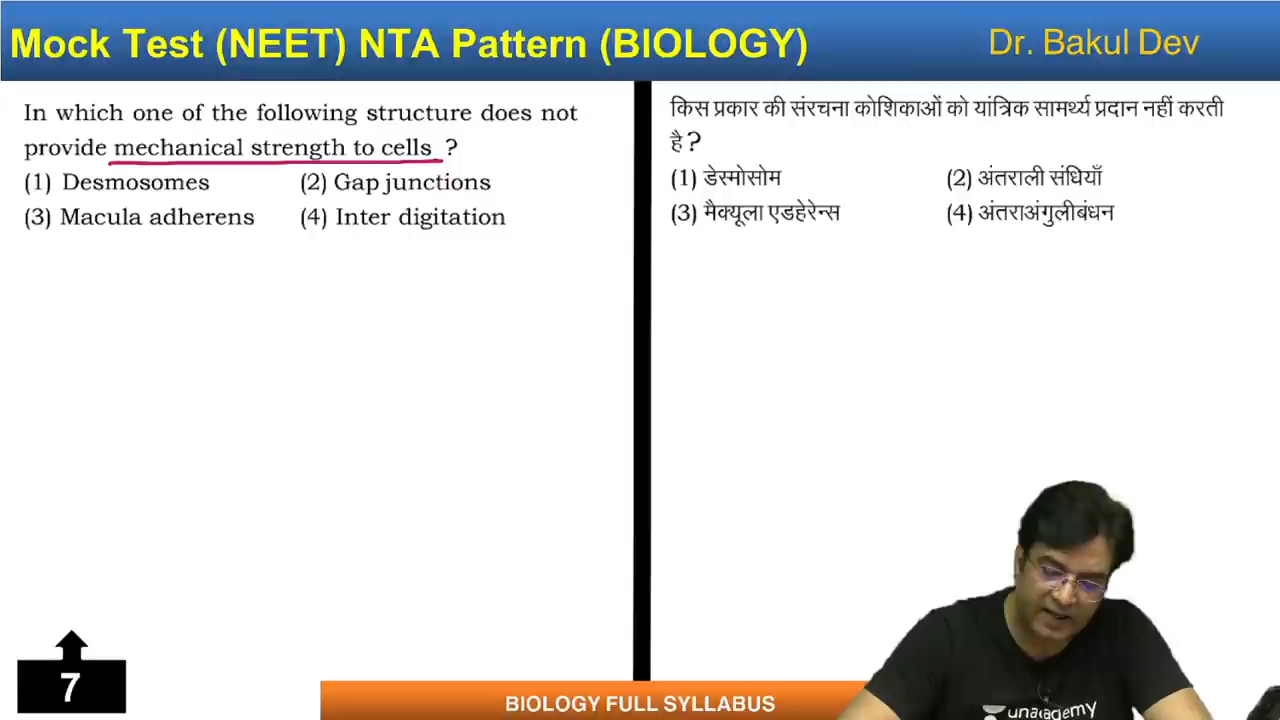 Mock Test (NEET) NTA Pattern (BIOLOGY)
Dr. Bakul Dev
In which one of the following structure does not
provide mechanical strength to cells ?
(1) Desmosomes (2) Gap junctions
(3) Macula adherens (4) Inter digitation
किस प्रकार की संरचना कोशिकाओं को यांत्रिक सामर्थ्य प्रदान नहीं करती
है ?
(1) डेस्मोसोम (2) अंतराली संधियाँ
(3) मैक्यूला एडहेरेन्स (4) अंतराअंगुलीबंधन
7
BIOLOGY FULL SYLLABUS
unacademy